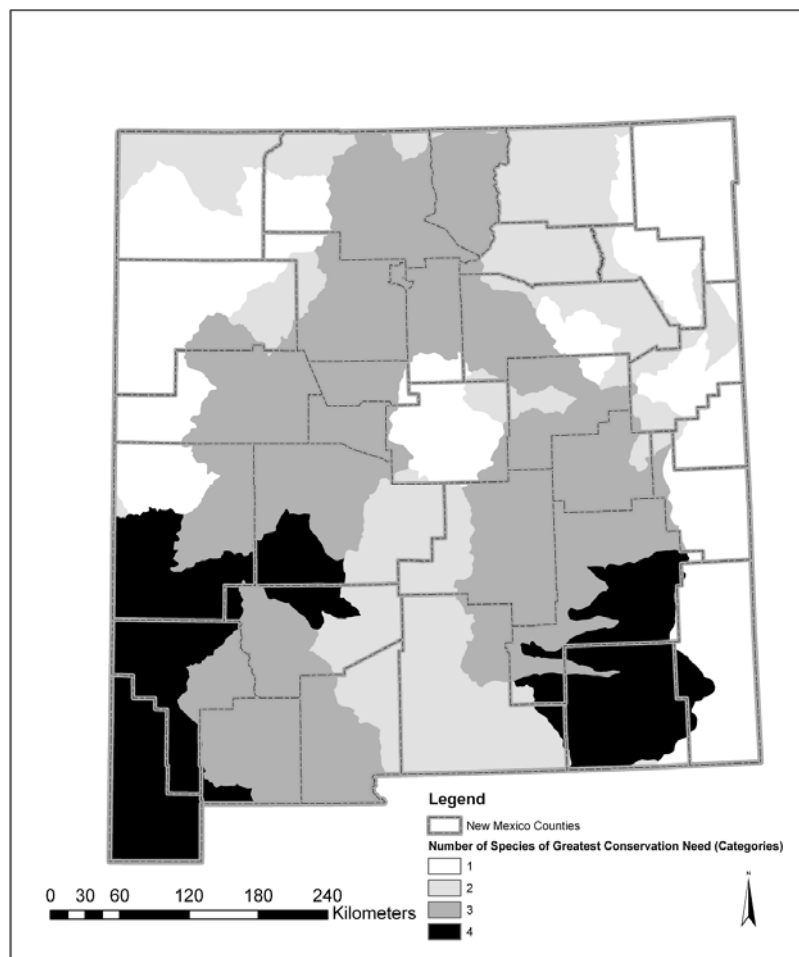 Legend
New Mexico Counties
Number of Species of Greatest Conservation Need (Categories)
1
2
3
4
0 30 60 120 180 240
Kilometers
N